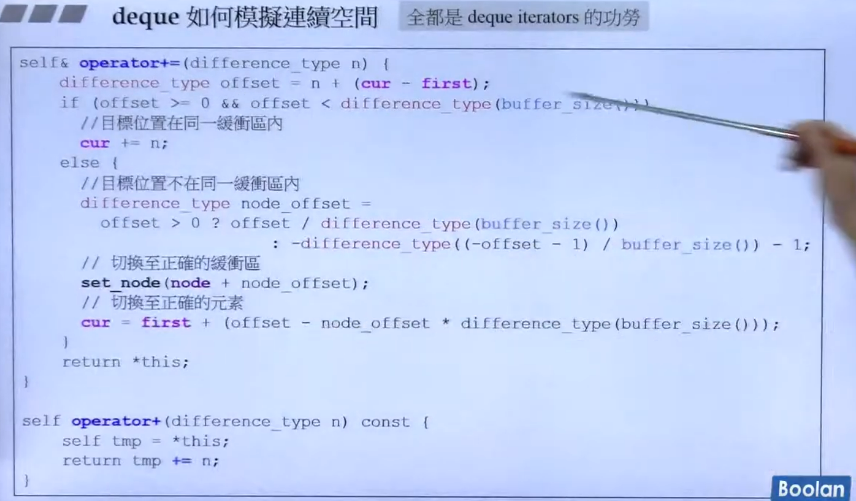 deque 如何模擬連續空間 全都是 deque iterators 的功勞
self& operator+=(difference_type n) {
difference_type offset = n + (cur - first);
if (offset >= 0 && offset < difference_type(buffer_size()))
//目標位置在同一緩衝區內
cur += n;
else {
//目標位置不在同一緩衝區內
difference_type node_offset =
offset > 0 ? offset / difference_type(buffer_size())
: -difference_type((-offset - 1) / buffer_size()) - 1;
// 切換至正確的緩衝區
set_node(node + node_offset);
// 切換至正確的元素
cur = first + (offset - node_offset * difference_type(buffer_size()));
}
return *this;
}
self operator+(difference_type n) const {
self tmp = *this;
return tmp += n;
}
Boolan